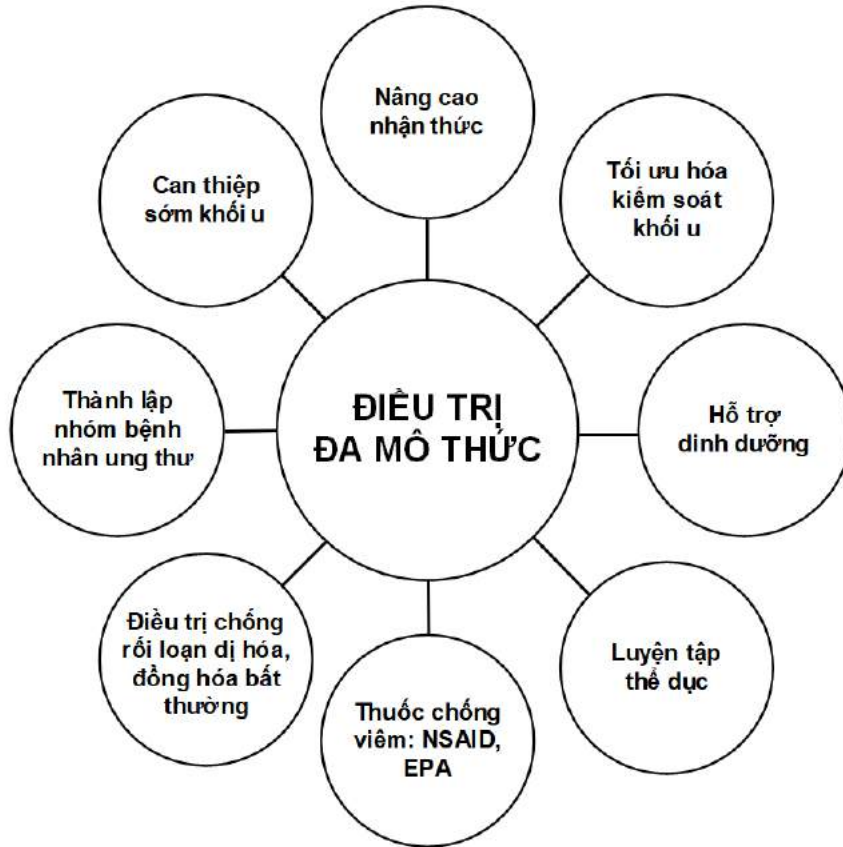 Nâng cao
nhận thức
Tối ưu hóa
kiểm soát
khối u
Hỗ trợ
dinh dưỡng
Luyện tập
thể dục
Thuốc chống
viêm: NSAID,
EPA
Điều trị chống
rối loạn dị hóa,
đồng hóa bất
thường
Thành lập
nhóm bệnh
nhân ung thư
Can thiệp
sớm khối u
ĐIỀU TRỊ
ĐA MÔ THỨC